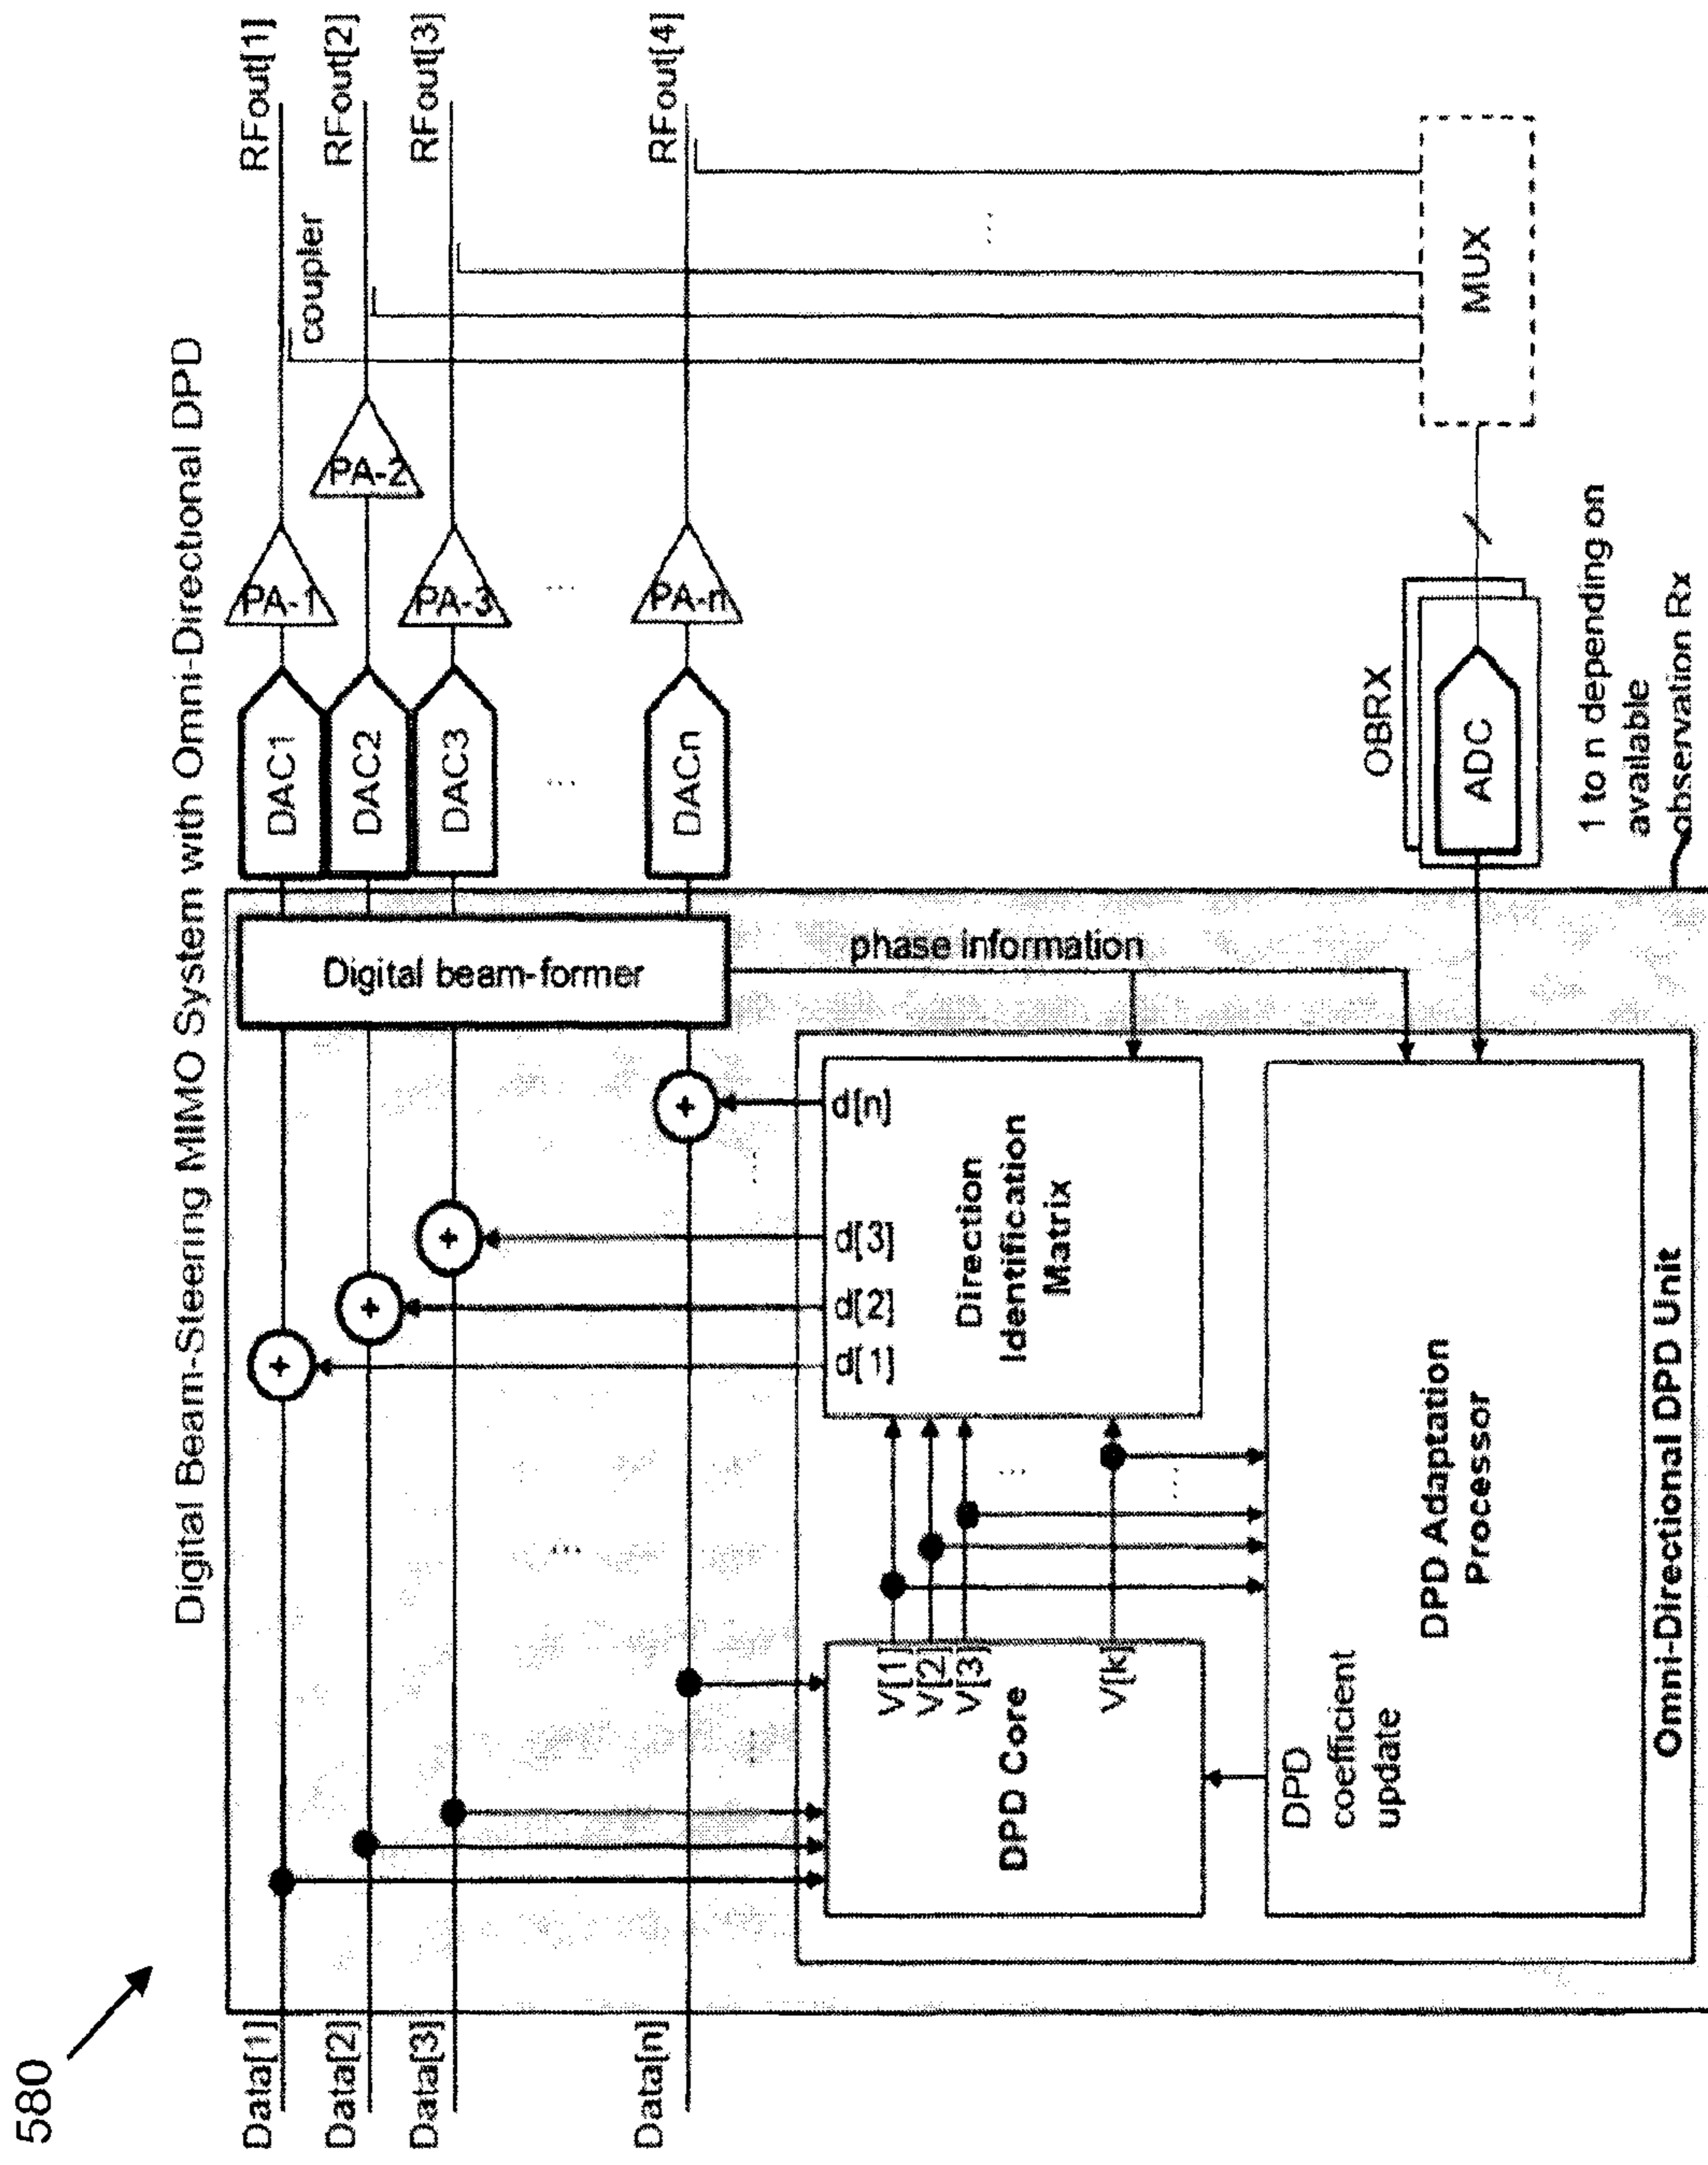 580
Digital Beam-Steering MIMO System with Omni-Directional DPD
Data[1]
Data[2]
Data[3]
Data[n]
Digital beam-former
DAC1
DAC2
DAC3
...
DACn
PA-1
PA-2
PA-3
...
PA-n
RFout[1]
RFout[2]
RFout[3]
RFout[4]
coupler
...
...
...
...
phase information
d[1]
d[2]
d[3]
d[n]
Direction
Identification
Matrix
V[1]
V[2]
V[3]
V[k]
...
...
DPD Core
DPD
coefficient
update
DPD Adaptation
Processor
Omni-Directional DPD Unit
OBRX
ADC
MUX
1 to n depending on
available
observation Rx